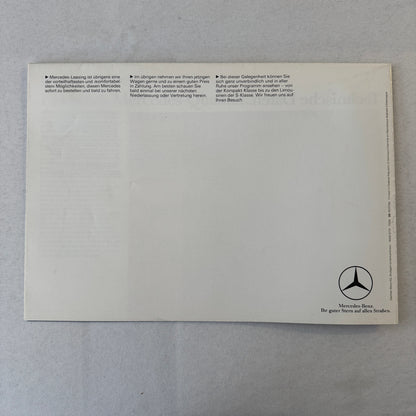 ► Mercedes-Leasing ist übrigens eine
der vorteilhaftesten und komfortabel-
sten Möglichkeiten, diesen Mercedes
sofort zu bestellen und bald zu fahren.
► Im übrigen nehmen wir Ihren jetzigen
Wagen gerne und zu einem guten Preis
in Zahlung. Am besten schauen Sie
bald einmal bei unserer nächsten
Niederlassung oder Vertretung herein.
► Bei dieser Gelegenheit können Sie
sich ganz unverbindlich und in aller
Ruhe unser Programm ansehen – von
der Kompakt-Klasse bis zu den Limou-
sinen der S-Klasse. Wir freuen uns auf
Ihren Besuch.
Mercedes-Benz.
Ihr guter Stern auf allen Straßen.